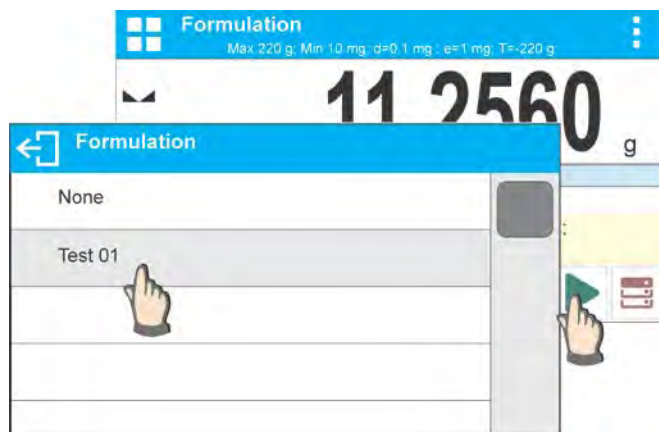 Formulation
Max 220 g; Min 10 mg; d=0.1 mg ; e=1 mg; T=-220 g
11.2560
g
Formulation
None
Test 01
: